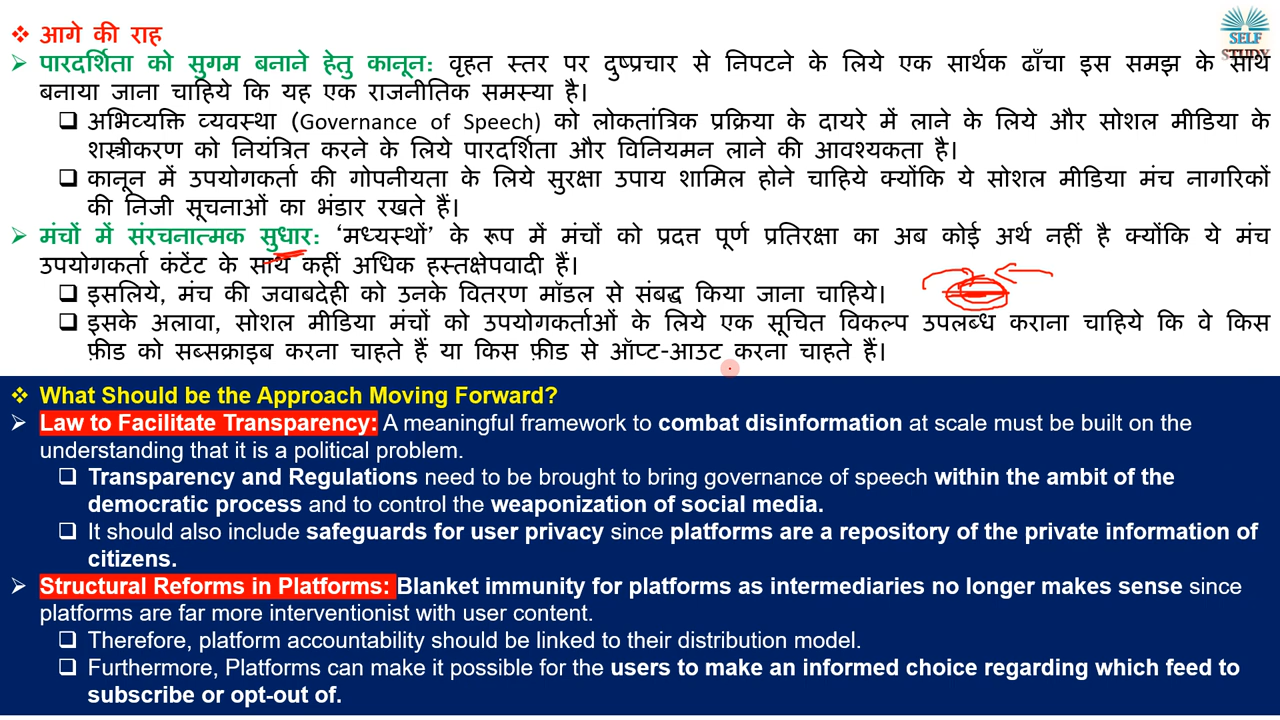 SELF
STUDY
❖ आगे की राह
➢ पारदर्शिता को सुगम बनाने हेतु कानून: वृहत स्तर पर दुष्प्रचार से निपटने के लिये एक सार्थक ढाँचा इस समझ के साथ
बनाया जाना चाहिये कि यह एक राजनीतिक समस्या है।
❑ अभिव्यक्ति व्यवस्था (Governance of Speech) को लोकतांत्रिक प्रक्रिया के दायरे में लाने के लिये और सोशल मीडिया के
शस्त्रीकरण को नियंत्रित करने के लिये पारदर्शिता और विनियमन लाने की आवश्यकता है।
❑ कानून में उपयोगकर्ता की गोपनीयता के लिये सुरक्षा उपाय शामिल होने चाहिये क्योंकि ये सोशल मीडिया मंच नागरिकों
की निजी सूचनाओं का भंडार रखते हैं।
➢ मंचों में संरचनात्मक सुधार: ‘मध्यस्थों’ के रूप में मंचों को प्रदत्त पूर्ण प्रतिरक्षा का अब कोई अर्थ नहीं है क्योंकि ये मंच
उपयोगकर्ता कंटेंट के साथ कहीं अधिक हस्तक्षेपवादी हैं।
❑ इसलिये, मंच की जवाबदेही को उनके वितरण मॉडल से संबद्ध किया जाना चाहिये।
❑ इसके अलावा, सोशल मीडिया मंचों को उपयोगकर्ताओं के लिये एक सूचित विकल्प उपलब्ध कराना चाहिये कि वे किस
फ़ीड को सब्सक्राइब करना चाहते हैं या किस फ़ीड से ऑप्ट-आउट करना चाहते हैं।
❖ What Should be the Approach Moving Forward?
➢ Law to Facilitate Transparency: A meaningful framework to combat disinformation at scale must be built on the
understanding that it is a political problem.
❑ Transparency and Regulations need to be brought to bring governance of speech within the ambit of the
democratic process and to control the weaponization of social media.
❑ It should also include safeguards for user privacy since platforms are a repository of the private information of
citizens.
➢ Structural Reforms in Platforms: Blanket immunity for platforms as intermediaries no longer makes sense since
platforms are far more interventionist with user content.
❑ Therefore, platform accountability should be linked to their distribution model.
❑ Furthermore, Platforms can make it possible for the users to make an informed choice regarding which feed to
subscribe or opt-out of.